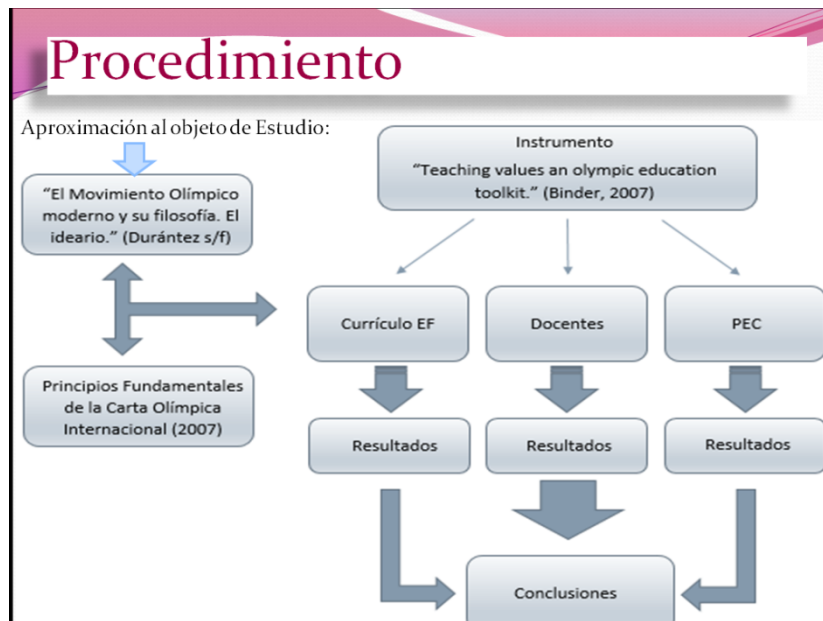 Procedimiento
Aproximación al objeto de Estudio:
“El Movimiento Olímpico
moderno y su filosofía. El
ideario.” (Durántez s/f)
Principios Fundamentales
de la Carta Olímpica
Internacional (2007)
Instrumento
“Teaching values an olympic education
toolkit.” (Binder, 2007)
Currículo EF
Docentes
PEC
Resultados
Resultados
Resultados
Conclusiones